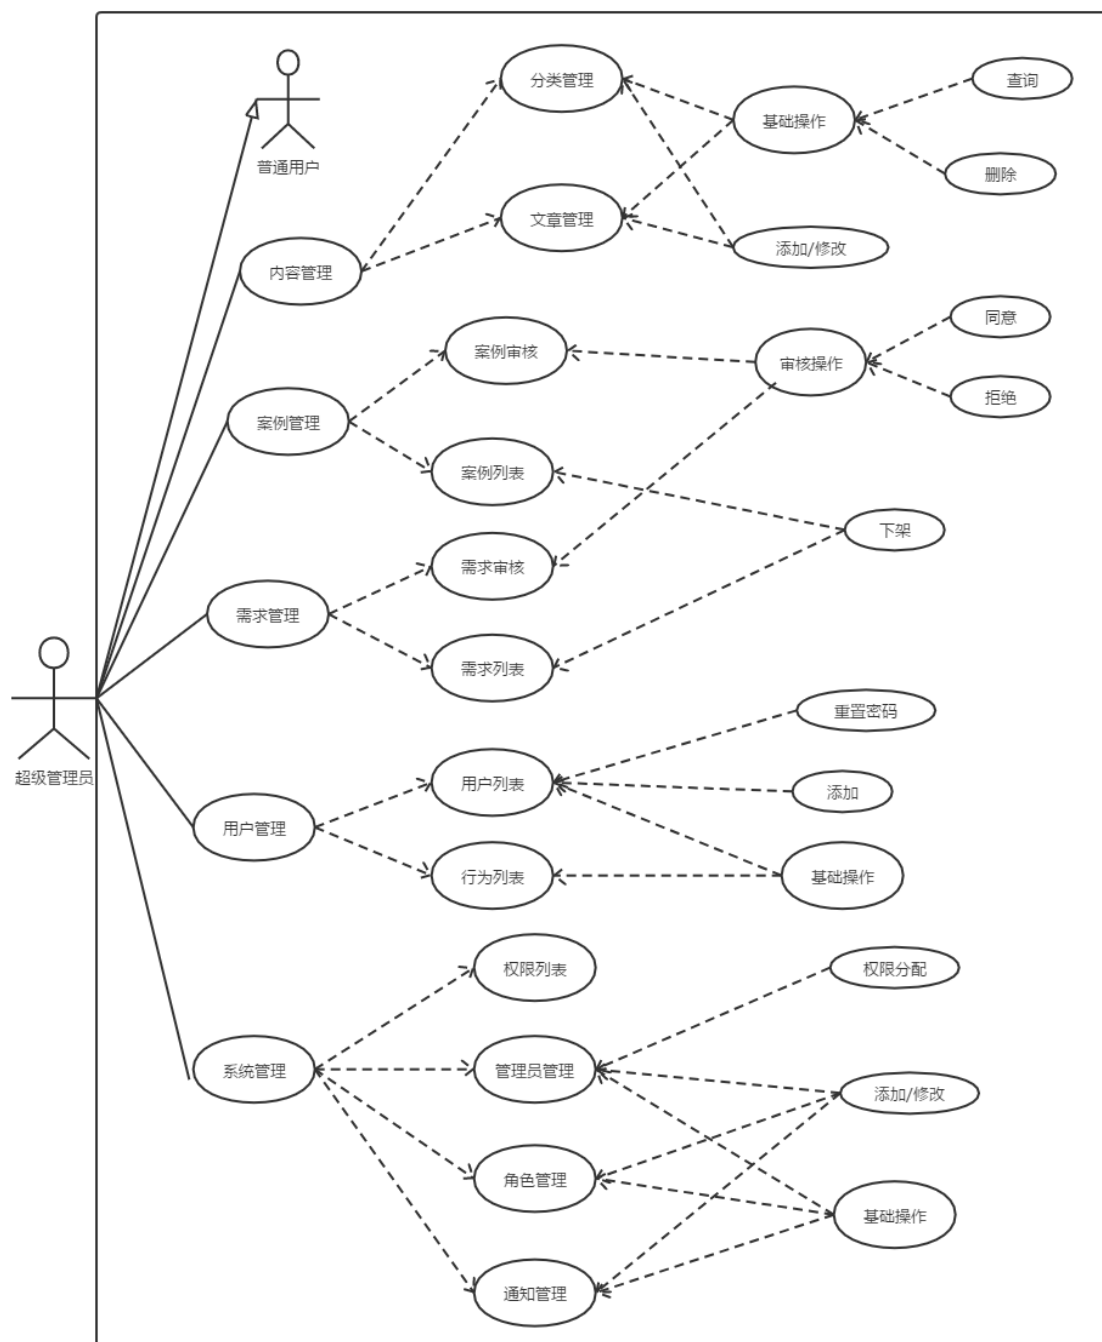 普通用户
分类管理
查询
基础操作
删除
文章管理
添加/修改
内容管理
同意
案例审核
审核操作
拒绝
案例管理
案例列表
下架
需求审核
需求管理
需求列表
重置密码
超级管理员
用户列表
添加
用户管理
行为列表
基础操作
权限列表
权限分配
系统管理
管理员管理
添加/修改
角色管理
基础操作
通知管理